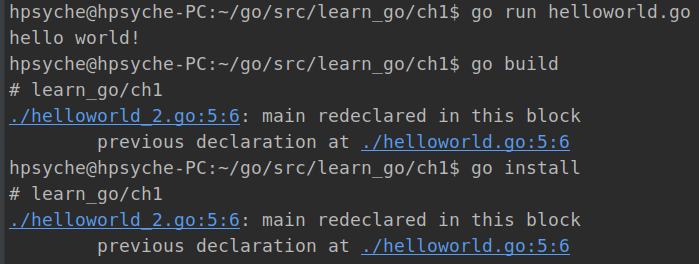 hpsyche@hpsyche-PC:~/go/src/learn_go/ch1$ go run helloworld.go
hello world!
hpsyche@hpsyche-PC:~/go/src/learn_go/ch1$ go build
# learn_go/ch1
./helloworld_2.go:5:6: main redeclared in this block
        previous declaration at ./helloworld.go:5:6
hpsyche@hpsyche-PC:~/go/src/learn_go/ch1$ go install
# learn_go/ch1
./helloworld_2.go:5:6: main redeclared in this block
        previous declaration at ./helloworld.go:5:6